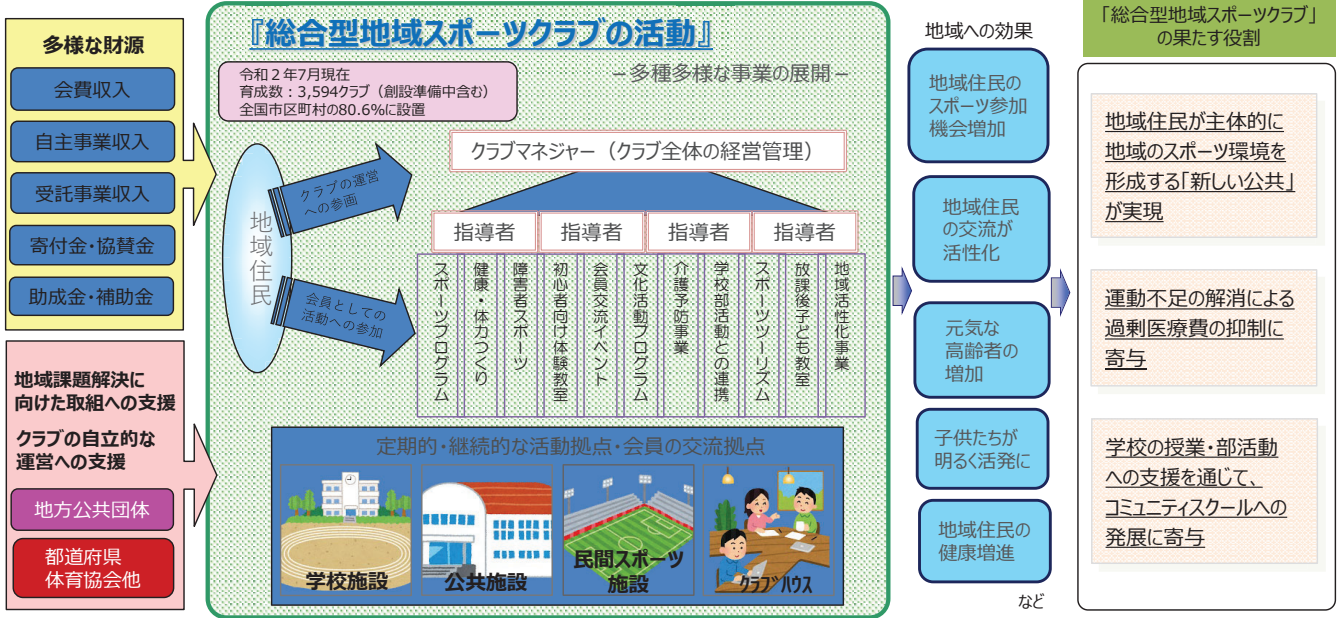 多様な財源
会費収入
自主事業収入
受託事業収入
寄付金・協賛金
助成金・補助金
地域課題解決に
向けた取組への支援
クラブの自立的な
運営への支援
地方公共団体
都道府県
体育協会他
『総合型地域スポーツクラブの活動』
－多種多様な事業の展開－
令和２年7月現在
育成数：3,594クラブ（創設準備中含む）
全国市区町村の80.6%に設置
地域住民
クラブの運営
への参画
会員としての
活動への参加
クラブマネジャー（クラブ全体の経営管理）
指導者
指導者
指導者
指導者
スポーツプログラム
健康・体力つくり
障害者スポーツ
初心者向け体験教室
会員交流イベント
文化活動プログラム
介護予防事業
学校部活動との連携
スポーツツーリズム
放課後子ども教室
地域活性化事業
定期的・継続的な活動拠点・会員の交流拠点
学校施設
公共施設
民間スポーツ
施設
クラブハウス
地域への効果
地域住民の
スポーツ参加
機会増加
地域住民
の交流が
活性化
元気な
高齢者の
増加
子供たちが
明るく活発に
地域住民の
健康増進
など
「総合型地域スポーツクラブ」
の果たす役割
地域住民が主体的に
地域のスポーツ環境を
形成する「新しい公共」
が実現
運動不足の解消による
過剰医療費の抑制に
寄与
学校の授業・部活動
への支援を通じて、
コミュニティスクールへの
発展に寄与